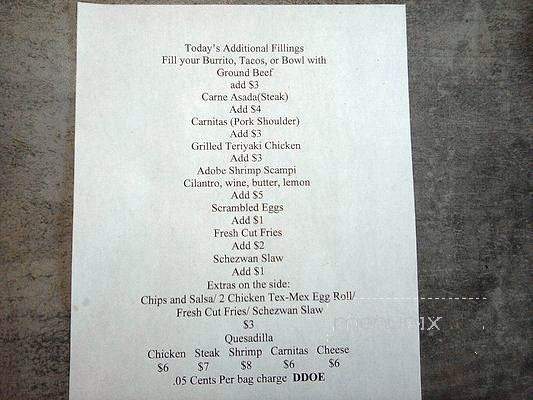 Today's Additional Fillings
Fill your Burrito, Tacos, or Bowl with
Ground Beef
add $3
Carne Asada(Steak)
Add $4
Carnitas (Pork Shoulder)
Add $3
Grilled Teriyaki Chicken
Add $3
Adobe Shrimp Scampi
Cilantro, wine, butter, lemon
Add $5
Scrambled Eggs
Add $1
Fresh Cut Fries
Add $2
Schezwan Slaw
Add $1
Extras on the side:
Chips and Salsa/ 2 Chicken Tex-Mex Egg Roll/
Fresh Cut Fries/ Schezwan Slaw
$3
Quesadilla
Chicken Steak Shrimp Carnitas Cheese
$6 $7 $8 $6 $6
.05 Cents Per bag charge DDOE